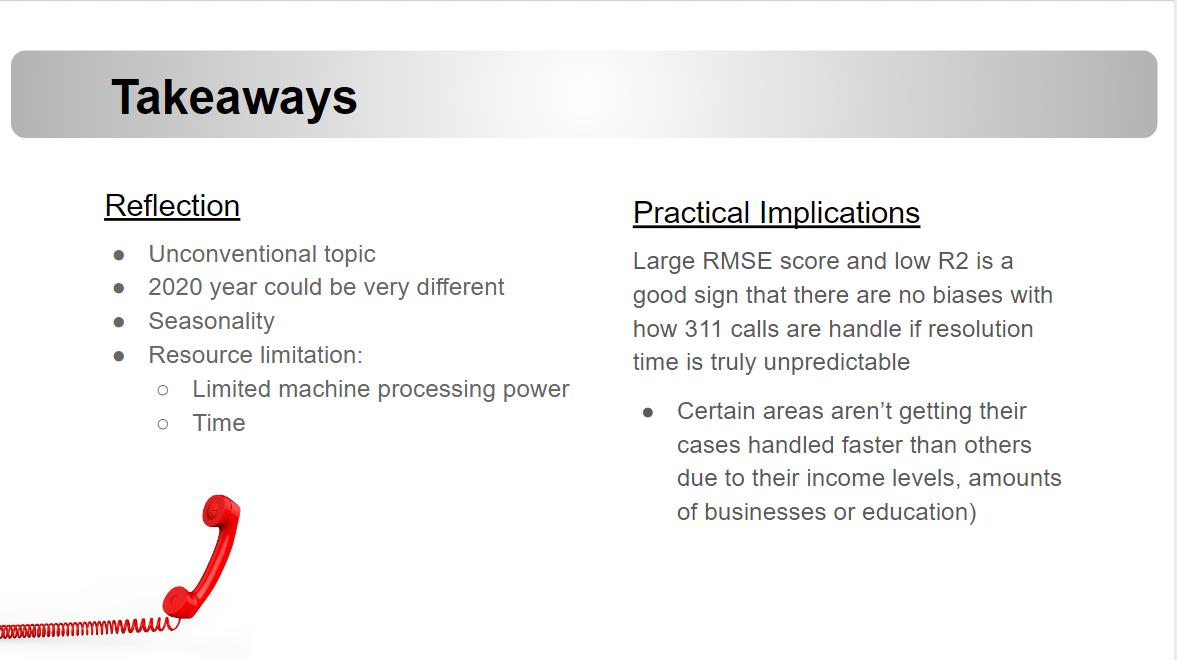 Takeaways
Reflection
● Unconventional topic
● 2020 year could be very different
● Seasonality
● Resource limitation:
○ Limited machine processing power
○ Time
Practical Implications
Large RMSE score and low R2 is a
good sign that there are no biases with
how 311 calls are handle if resolution
time is truly unpredictable
● Certain areas aren’t getting their
cases handled faster than others
due to their income levels, amounts
of businesses or education)